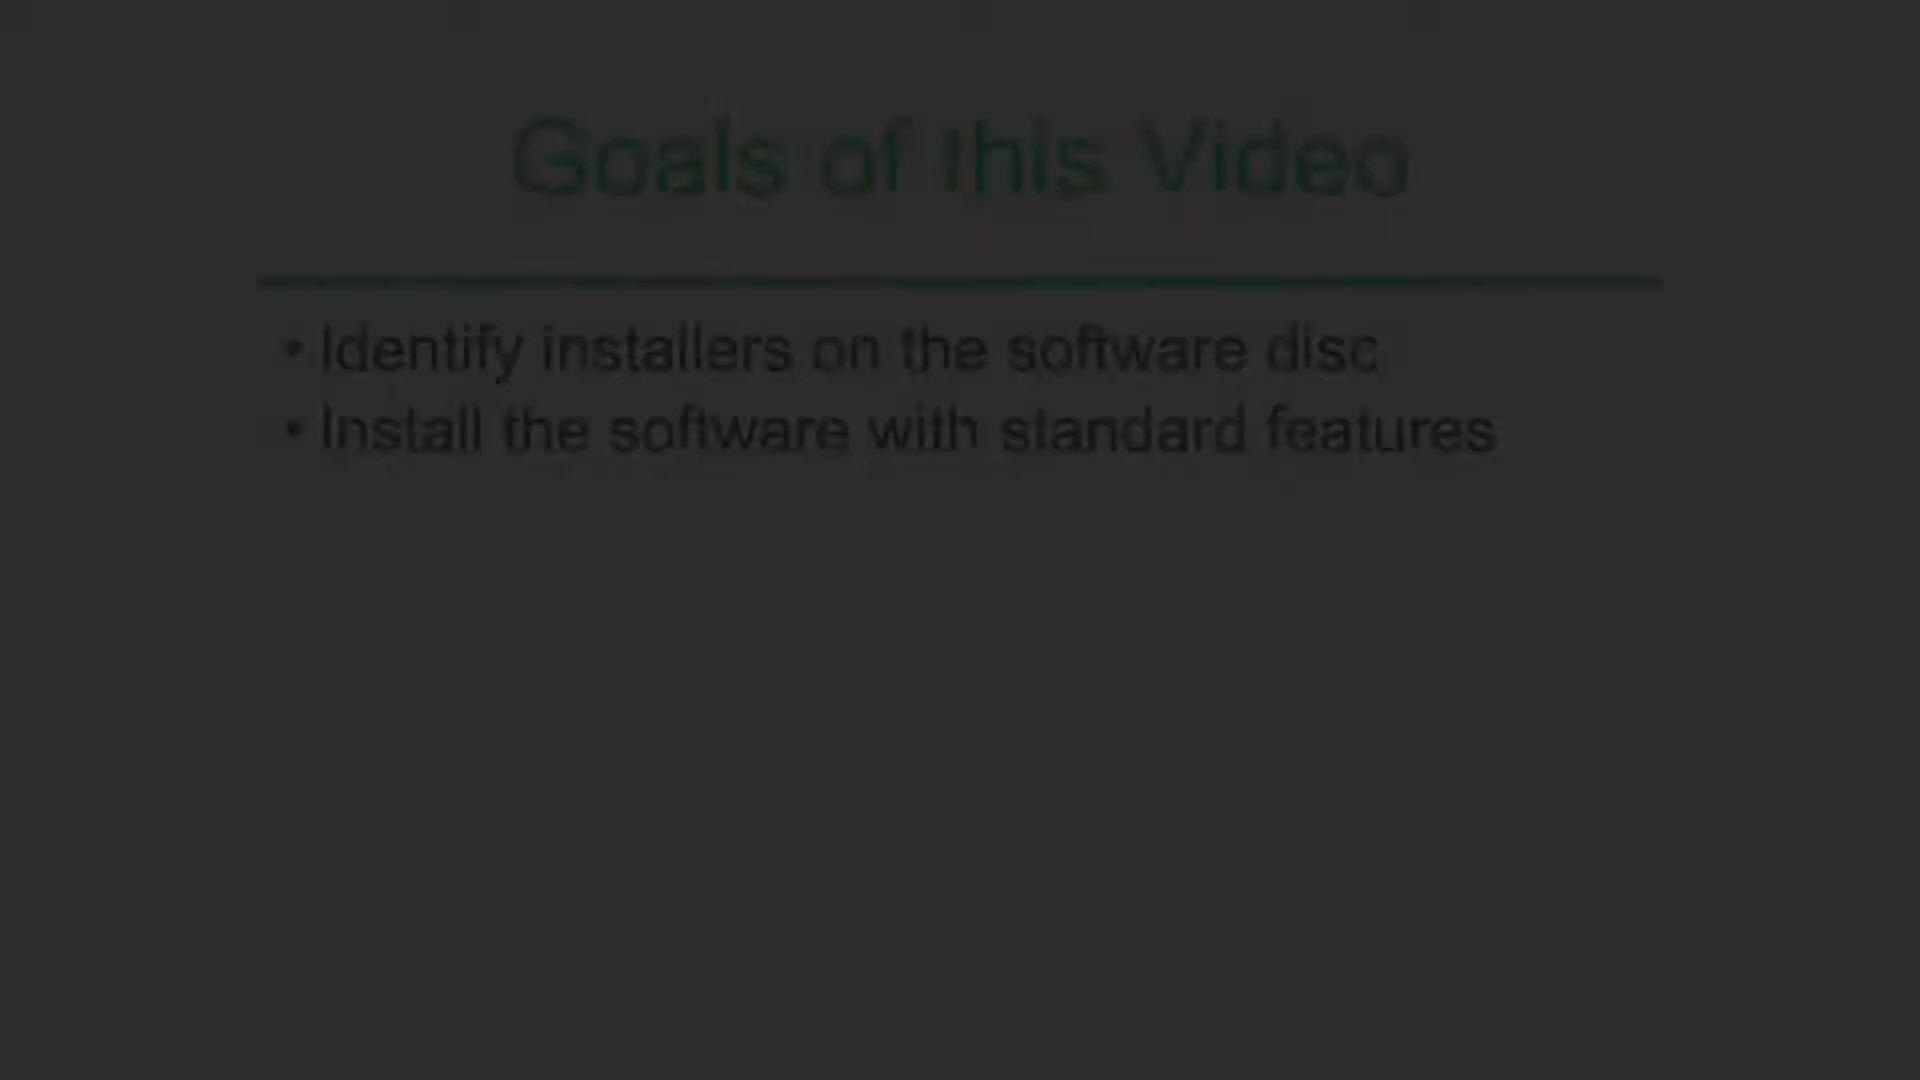 Goals of this Video
• Identify installers on the software disc
• Install the software with standard features